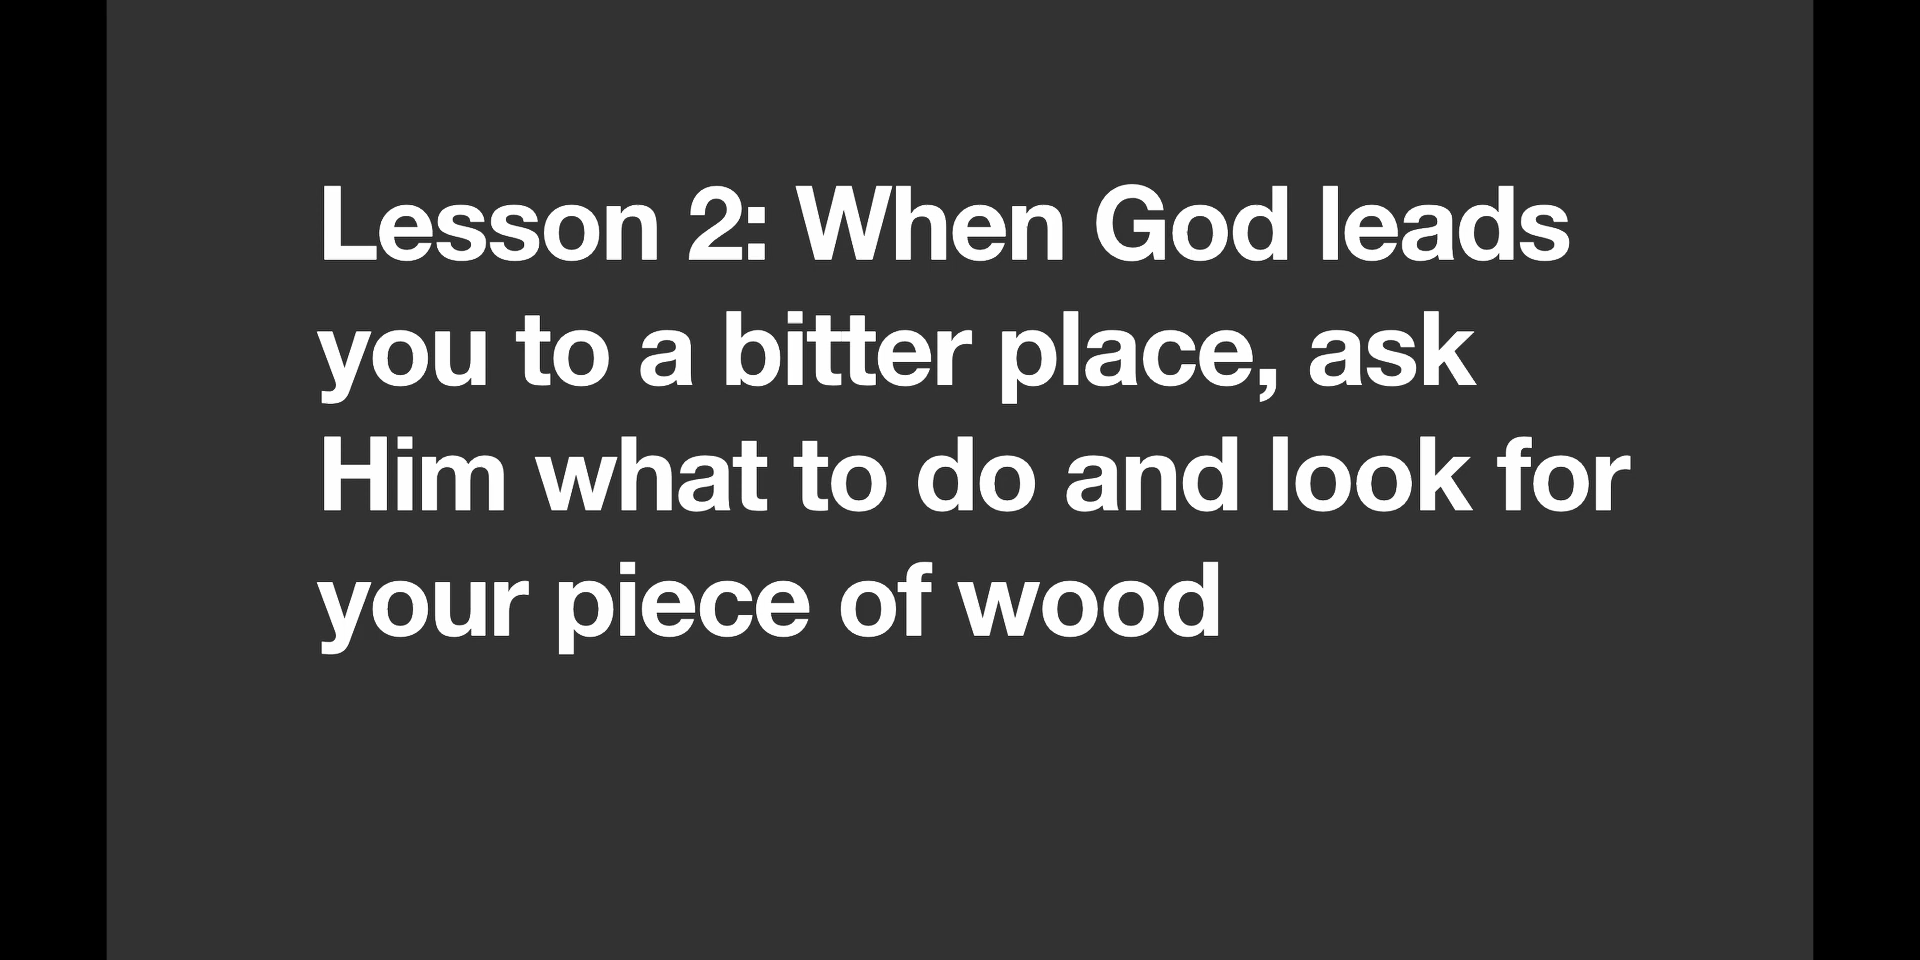 Lesson 2: When God leads
you to a bitter place, ask
Him what to do and look for
your piece of wood